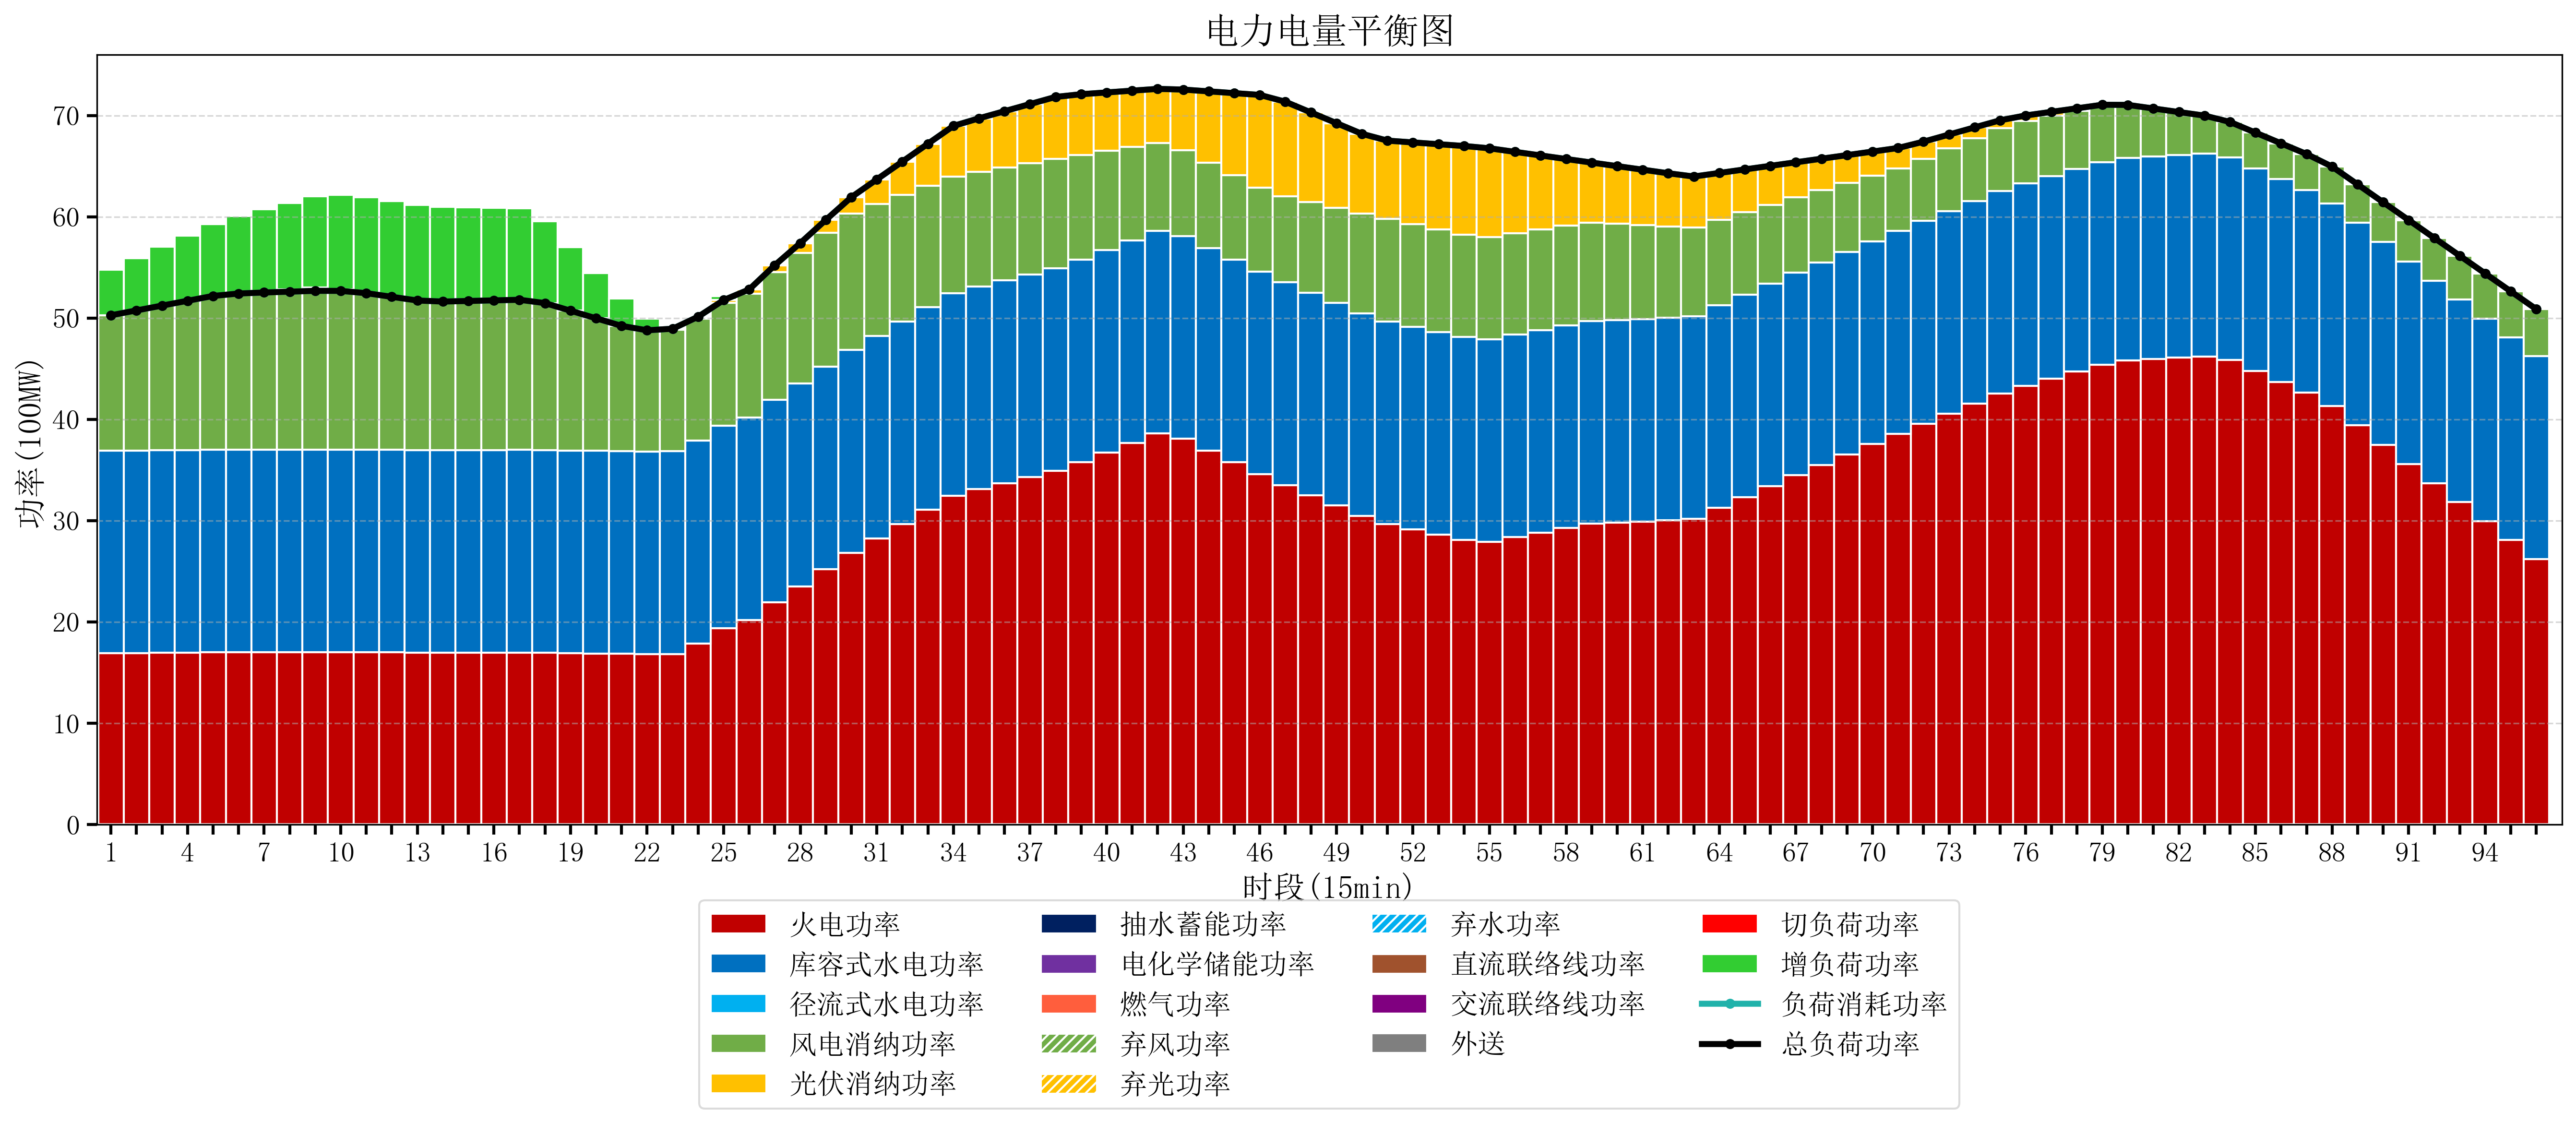 电力电量平衡图
功率(100MW)
70
60
50
40
30
20
10
0
1 4 7 10 13 16 19 22 25 28 31 34 37 40 43 46 49 52 55 58 61 64 67 70 73 76 79 82 85 88 91 94
时段(15min)
火电功率 抽水蓄能功率 弃水功率 切负荷功率
库容式水电功率 电化学储能功率 直流联络线功率 增负荷功率
径流式水电功率 燃气功率 交流联络线功率 负荷消耗功率
风电消纳功率 弃风功率 外送 总负荷功率
光伏消纳功率 弃光功率